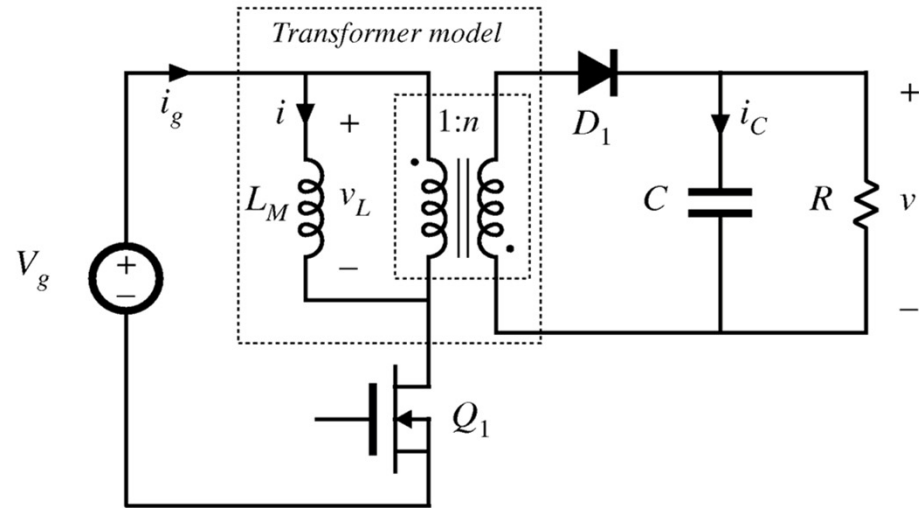 Transformer model
i_g
i
+
1:n
D_1
i_C
+
L_M
v_L
C
R
v
V_g
+
−
−
−
Q_1